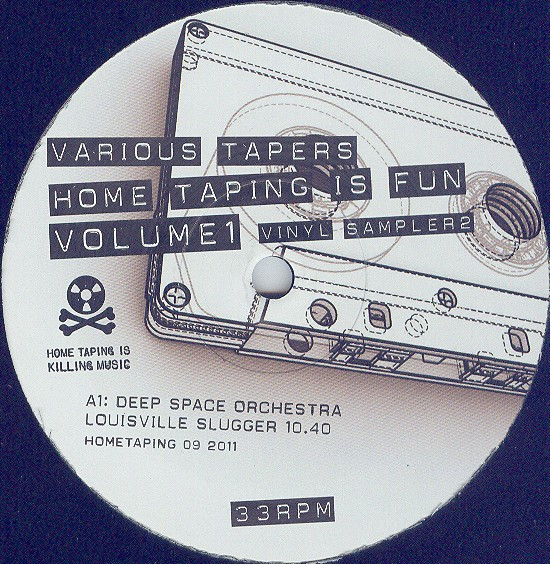 VARIOUS TAPERS
HOME TAPING IS FUN
VOLUME1 VINYL SAMPLER2
HOME TAPING IS
KILLING MUSIC
A1: DEEP SPACE ORCHESTRA
LOUISVILLE SLUGGER 10.40
HOMETAPING 09 2011
33RPM